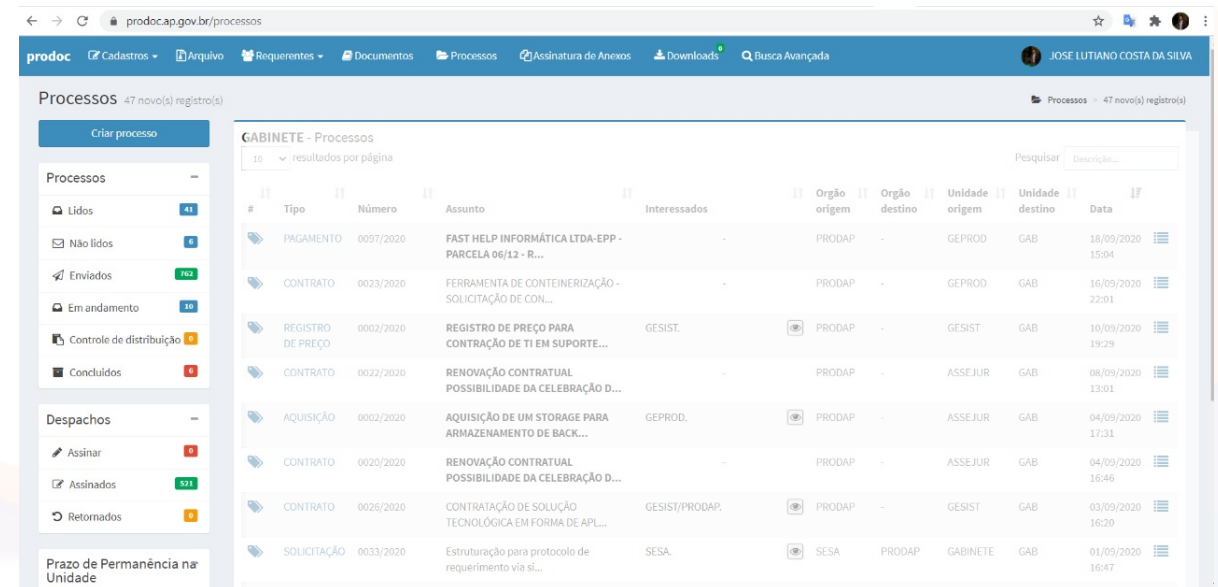 prodoc.ap.gov.br/processos
prodoc Cadastros Arquivo Requerentes Documentos Processos Assinatura de Anexos Downloads 6 Busca Avançada JOSE LUTIANO COSTA DA SILVA
Processos 47 novo(s) registro(s) Processos 47 novo(s) registro(s)
Criar processo
Processos
Lidos 41
Não lidos 6
Enviados 762
Em andamento 10
Controle de distribuição 0
Concluidos 6
Despachos
Assinar 0
Assinados 521
Retornados 0
Prazo de Permanência na
Unidade
GABINETE - Processos
10 resultados por página Pesquisar Descrição...
# Tipo Número Assunto Interessados Orgão origem Orgão destino Unidade origem Unidade destino Data
PAGAMENTO 0097/2020 FAST HELP INFORMÁTICA LTDA-EPP - - PRODAP - GEPROD GAB 18/09/2020
PARCELA 06/12 - R... 15:04
CONTRATO 0023/2020 FERRAMENTA DE CONTEINERIZAÇÃO - - PRODAP - GEPROD GAB 16/09/2020
SOLICITAÇÃO DE CON... 22:01
REGISTRO 0002/2020 REGISTRO DE PREÇO PARA GESIST. PRODAP - GESIST GAB 10/09/2020
DE PREÇO CONTRAÇÃO DE TI EM SUPORTE... 19:29
CONTRATO 0022/2020 RENOVAÇÃO CONTRATUAL - PRODAP - ASSEJUR GAB 08/09/2020
POSSIBILIDADE DA CELEBRAÇÃO D... 13:01
AQUISIÇÃO 0002/2020 AQUISIÇÃO DE UM STORAGE PARA GEPROD. PRODAP - ASSEJUR GAB 04/09/2020
ARMAZENAMENTO DE BACK... 17:31
CONTRATO 0020/2020 RENOVAÇÃO CONTRATUAL - PRODAP - ASSEJUR GAB 04/09/2020
POSSIBILIDADE DA CELEBRAÇÃO D... 16:46
CONTRATO 0026/2020 CONTRATAÇÃO DE SOLUÇÃO GESIST/PRODAP. PRODAP - GESIST GAB 03/09/2020
TECNOLÓGICA EM FORMA DE APL... 16:20
SOLICITAÇÃO 0033/2020 Estruturação para protocolo de SESA. SESA PRODAP GABINETE GAB 01/09/2020
requerimento via si... 16:47